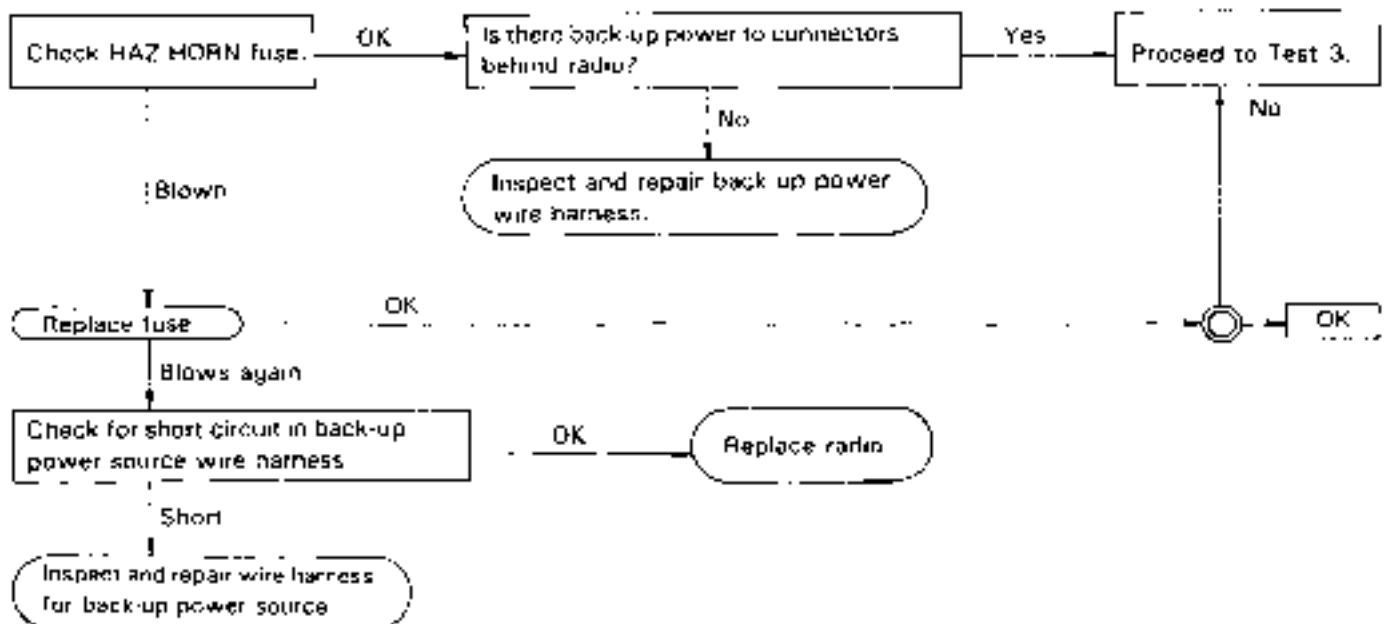 Check HAZ HORN fuse.
OK
Is there back-up power to connectors
behind radio?
Yes
Proceed to Test 3.
No
No
Inspect and repair back up power
wire harness.
Blown
Replace fuse
OK
OK
Blows again
Check for short circuit in back-up
power source wire harness
OK
Replace radio
Short
Inspect and repair wire harness
for back-up power source